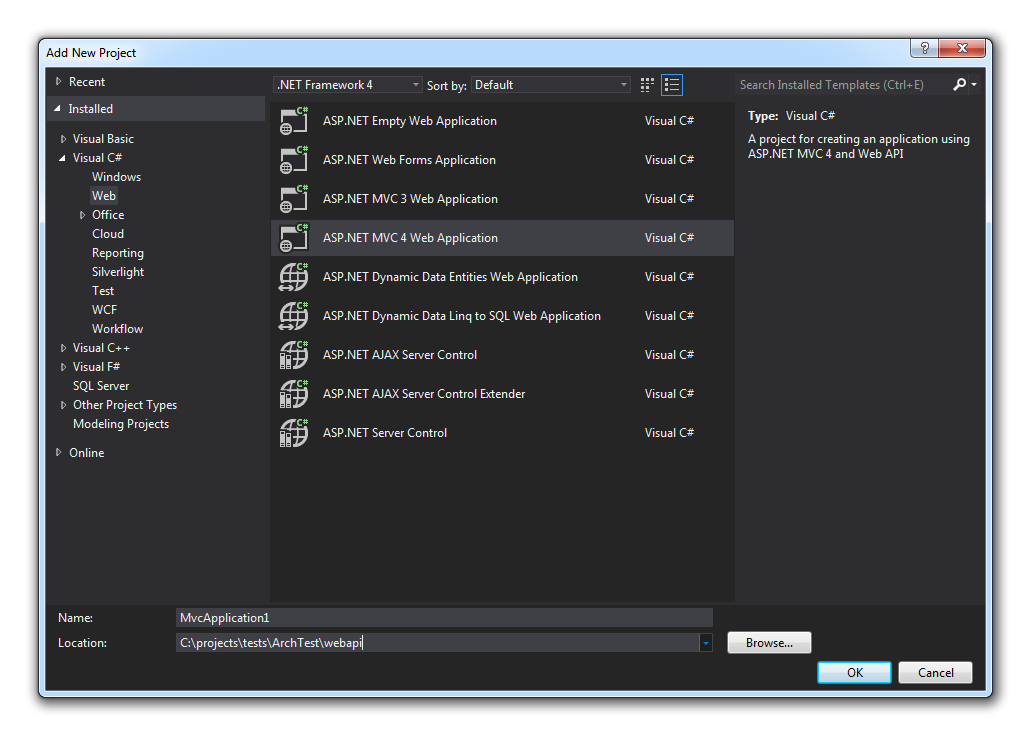 Add New Project
Recent
Installed
Visual Basic
Visual C#
Windows
Web
Office
Cloud
Reporting
Silverlight
Test
WCF
Workflow
Visual C++
Visual F#
SQL Server
Other Project Types
Modeling Projects
Online
.NET Framework 4 Sort by: Default
ASP.NET Empty Web Application Visual C#
ASP.NET Web Forms Application Visual C#
ASP.NET MVC 3 Web Application Visual C#
ASP.NET MVC 4 Web Application Visual C#
ASP.NET Dynamic Data Entities Web Application Visual C#
ASP.NET Dynamic Data Linq to SQL Web Application Visual C#
ASP.NET AJAX Server Control Visual C#
ASP.NET AJAX Server Control Extender Visual C#
ASP.NET Server Control Visual C#
Search Installed Templates (Ctrl+E)
Type: Visual C#
A project for creating an application using
ASP.NET MVC 4 and Web API
Name: MvcApplication1
Location: C:\projects\tests\ArchTest\webapi
Browse...
OK Cancel